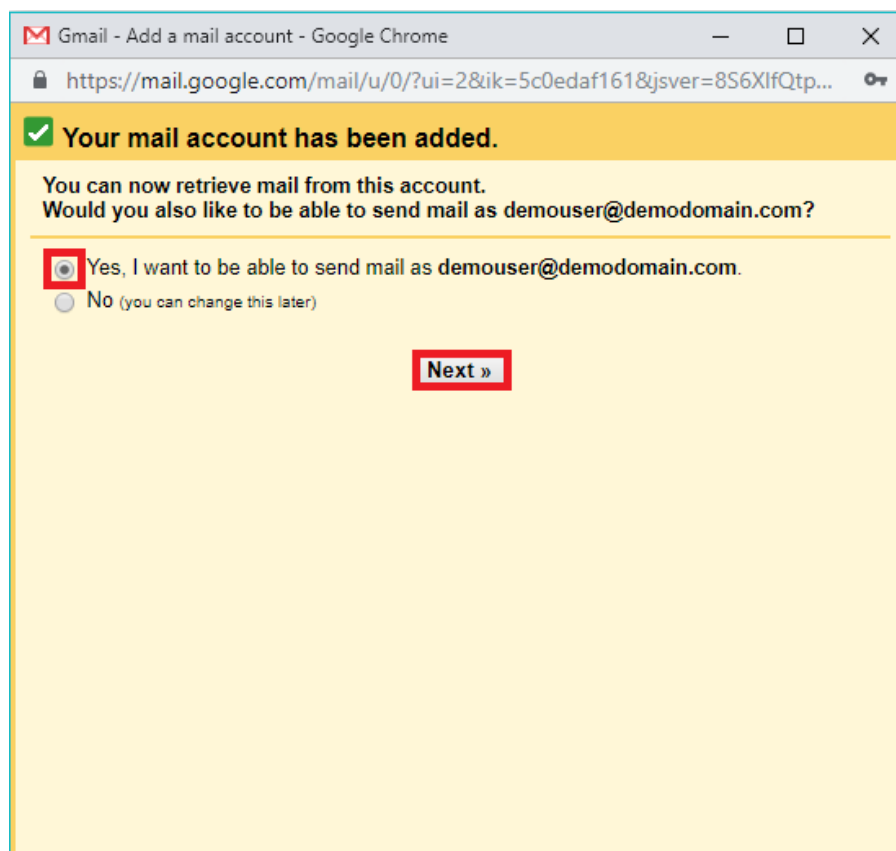 Gmail - Add a mail account - Google Chrome
https://mail.google.com/mail/u/0/?ui=2&ik=5c0edaf161&jsver=8S6XlfQtp...
Your mail account has been added.
You can now retrieve mail from this account.
Would you also like to be able to send mail as demouser@demodomain.com?
Yes, I want to be able to send mail as demouser@demodomain.com.
No (you can change this later)
Next »